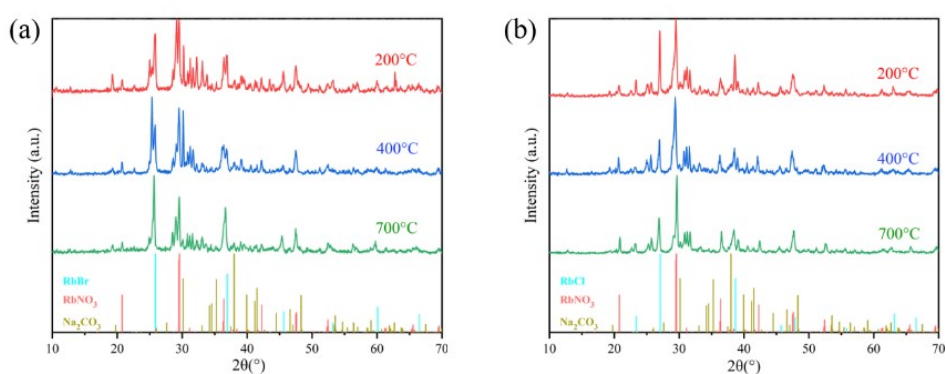 (a)
Intensity (a.u.)
200°C
400°C
700°C
RbBr
RbNO3
Na2CO3
10 20 30 40 50 60 70
2θ(°)
(b)
Intensity (a.u.)
200°C
400°C
700°C
RbCl
RbNO3
Na2CO3
10 20 30 40 50 60 70
2θ(°)